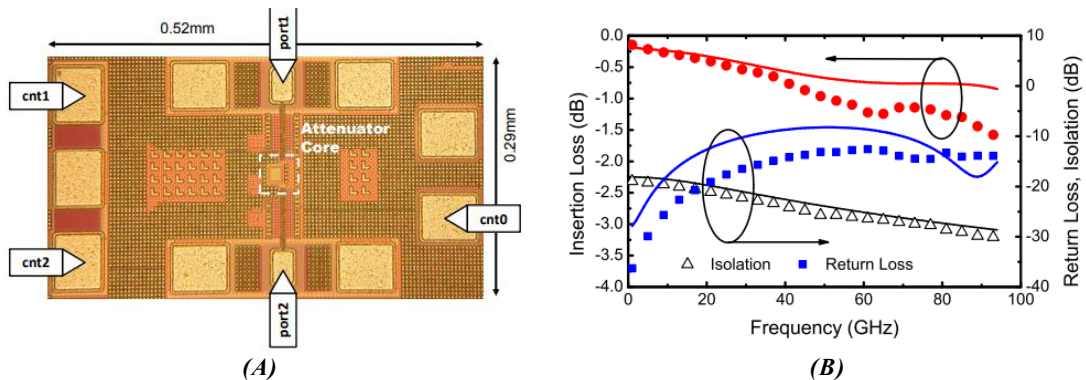 0.52mm
port1
cnt1
Attenuator
Core
0.29mm
cnt0
cnt2
port2
(A)
Insertion Loss (dB)
0.0
-0.5
-1.0
-1.5
-2.0
-2.5
-3.0
-3.5
-4.0
10
0
-10
-20
-30
-40
Return Loss, Isolation (dB)
Isolation
Return Loss
0 20 40 60 80 100
Frequency (GHz)
(B)